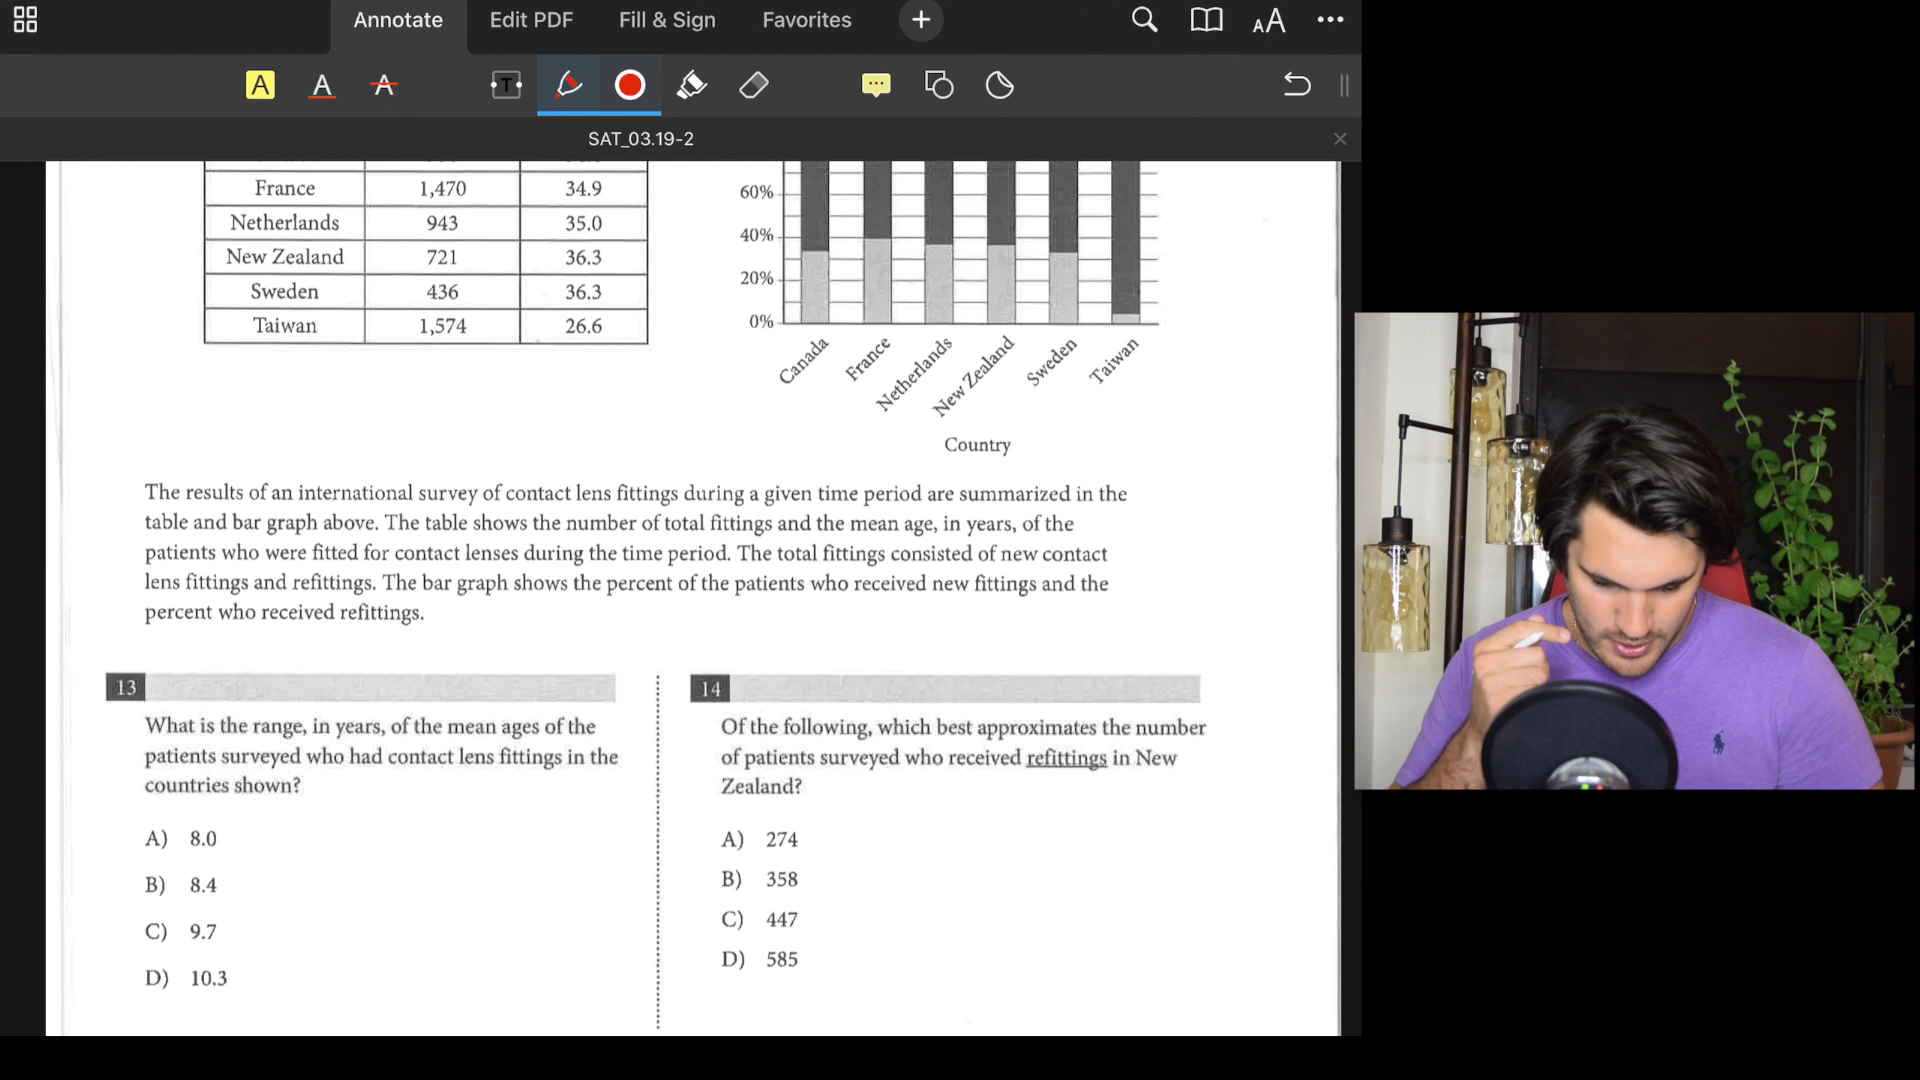 Annotate Edit PDF Fill & Sign Favorites
AA
A A A T
SAT_03.19-2
France 1,470 34.9
Netherlands 943 35.0
New Zealand 721 36.3
Sweden 436 36.3
Taiwan 1,574 26.6
60%
40%
20%
0%
Canada France Netherlands New Zealand Sweden Taiwan
Country
The results of an international survey of contact lens fittings during a given time period are summarized in the
table and bar graph above. The table shows the number of total fittings and the mean age, in years, of the
patients who were fitted for contact lenses during the time period. The total fittings consisted of new contact
lens fittings and refittings. The bar graph shows the percent of the patients who received new fittings and the
percent who received refittings.
13
What is the range, in years, of the mean ages of the
patients surveyed who had contact lens fittings in the
countries shown?
A) 8.0
B) 8.4
C) 9.7
D) 10.3
14
Of the following, which best approximates the number
of patients surveyed who received refittings in New
Zealand?
A) 274
B) 358
C) 447
D) 585